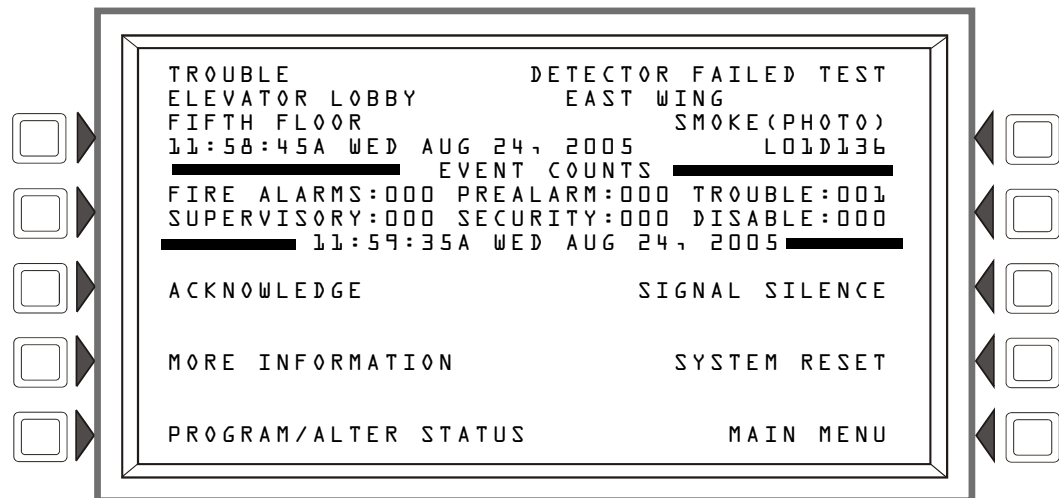 TROUBLE DETECTOR FAILED TEST
ELEVATOR LOBBY EAST WING
FIFTH FLOOR SMOKE(PHOTO)
11:58:45A WED AUG 24, 2005 L01D136
EVENT COUNTS
FIRE ALARMS:000 PREALARM:000 TROUBLE:001
SUPERVISORY:000 SECURITY:000 DISABLE:000
11:59:35A WED AUG 24, 2005
ACKNOWLEDGE SIGNAL SILENCE
MORE INFORMATION SYSTEM RESET
PROGRAM/ALTER STATUS MAIN MENU